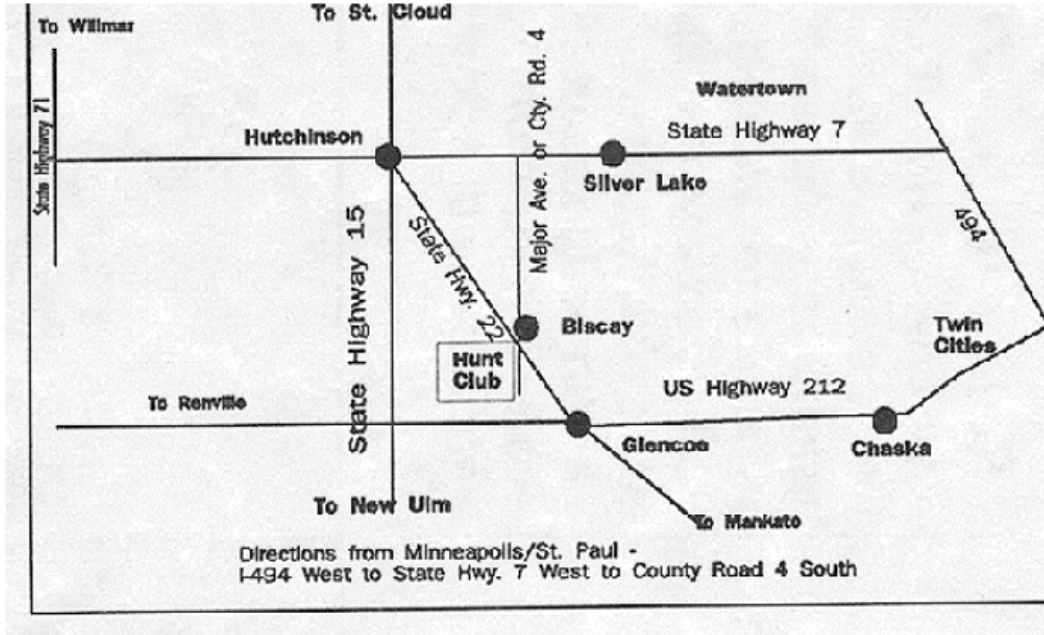 To St. Cloud
To Willmar
State Highway 71
Major Ave. or Cty. Rd. 4
Watertown
State Highway 7
Hutchinson
Silver Lake
494
State Highway 15
State Hwy. 22
Biscay
Twin
Cities
Hunt
Club
US Highway 212
To Renville
Glencoe
Chaska
To New Ulm
To Mankato
Directions from Minneapolis/St. Paul -
I-494 West to State Hwy. 7 West to County Road 4 South